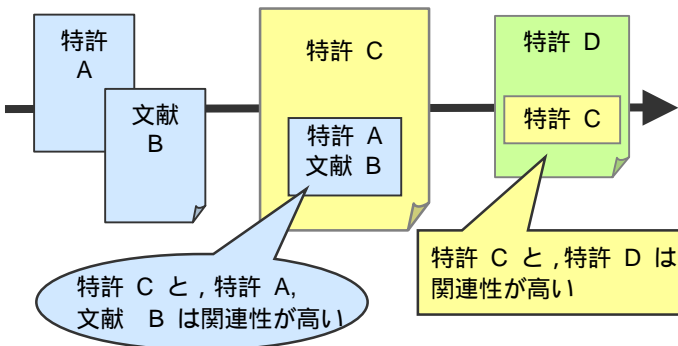 特許
A
文献
B
特許 C
特許 A
文献 B
特許 D
特許 C
特許 C と , 特許 A,
文献 B は関連性が高い
特許 C と , 特許 D は
関連性が高い